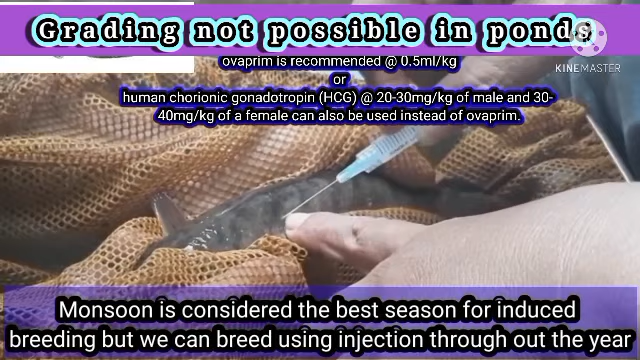 Grading not possible in ponds
KINEMASTER
ovaprim is recommended @ 0.5ml/kg
or
human chorionic gonadotropin (HCG) @ 20-30mg/kg of male and 30-
40mg/kg of a female can also be used instead of ovaprim.
Monsoon is considered the best season for induced
breeding but we can breed using injection through out the year